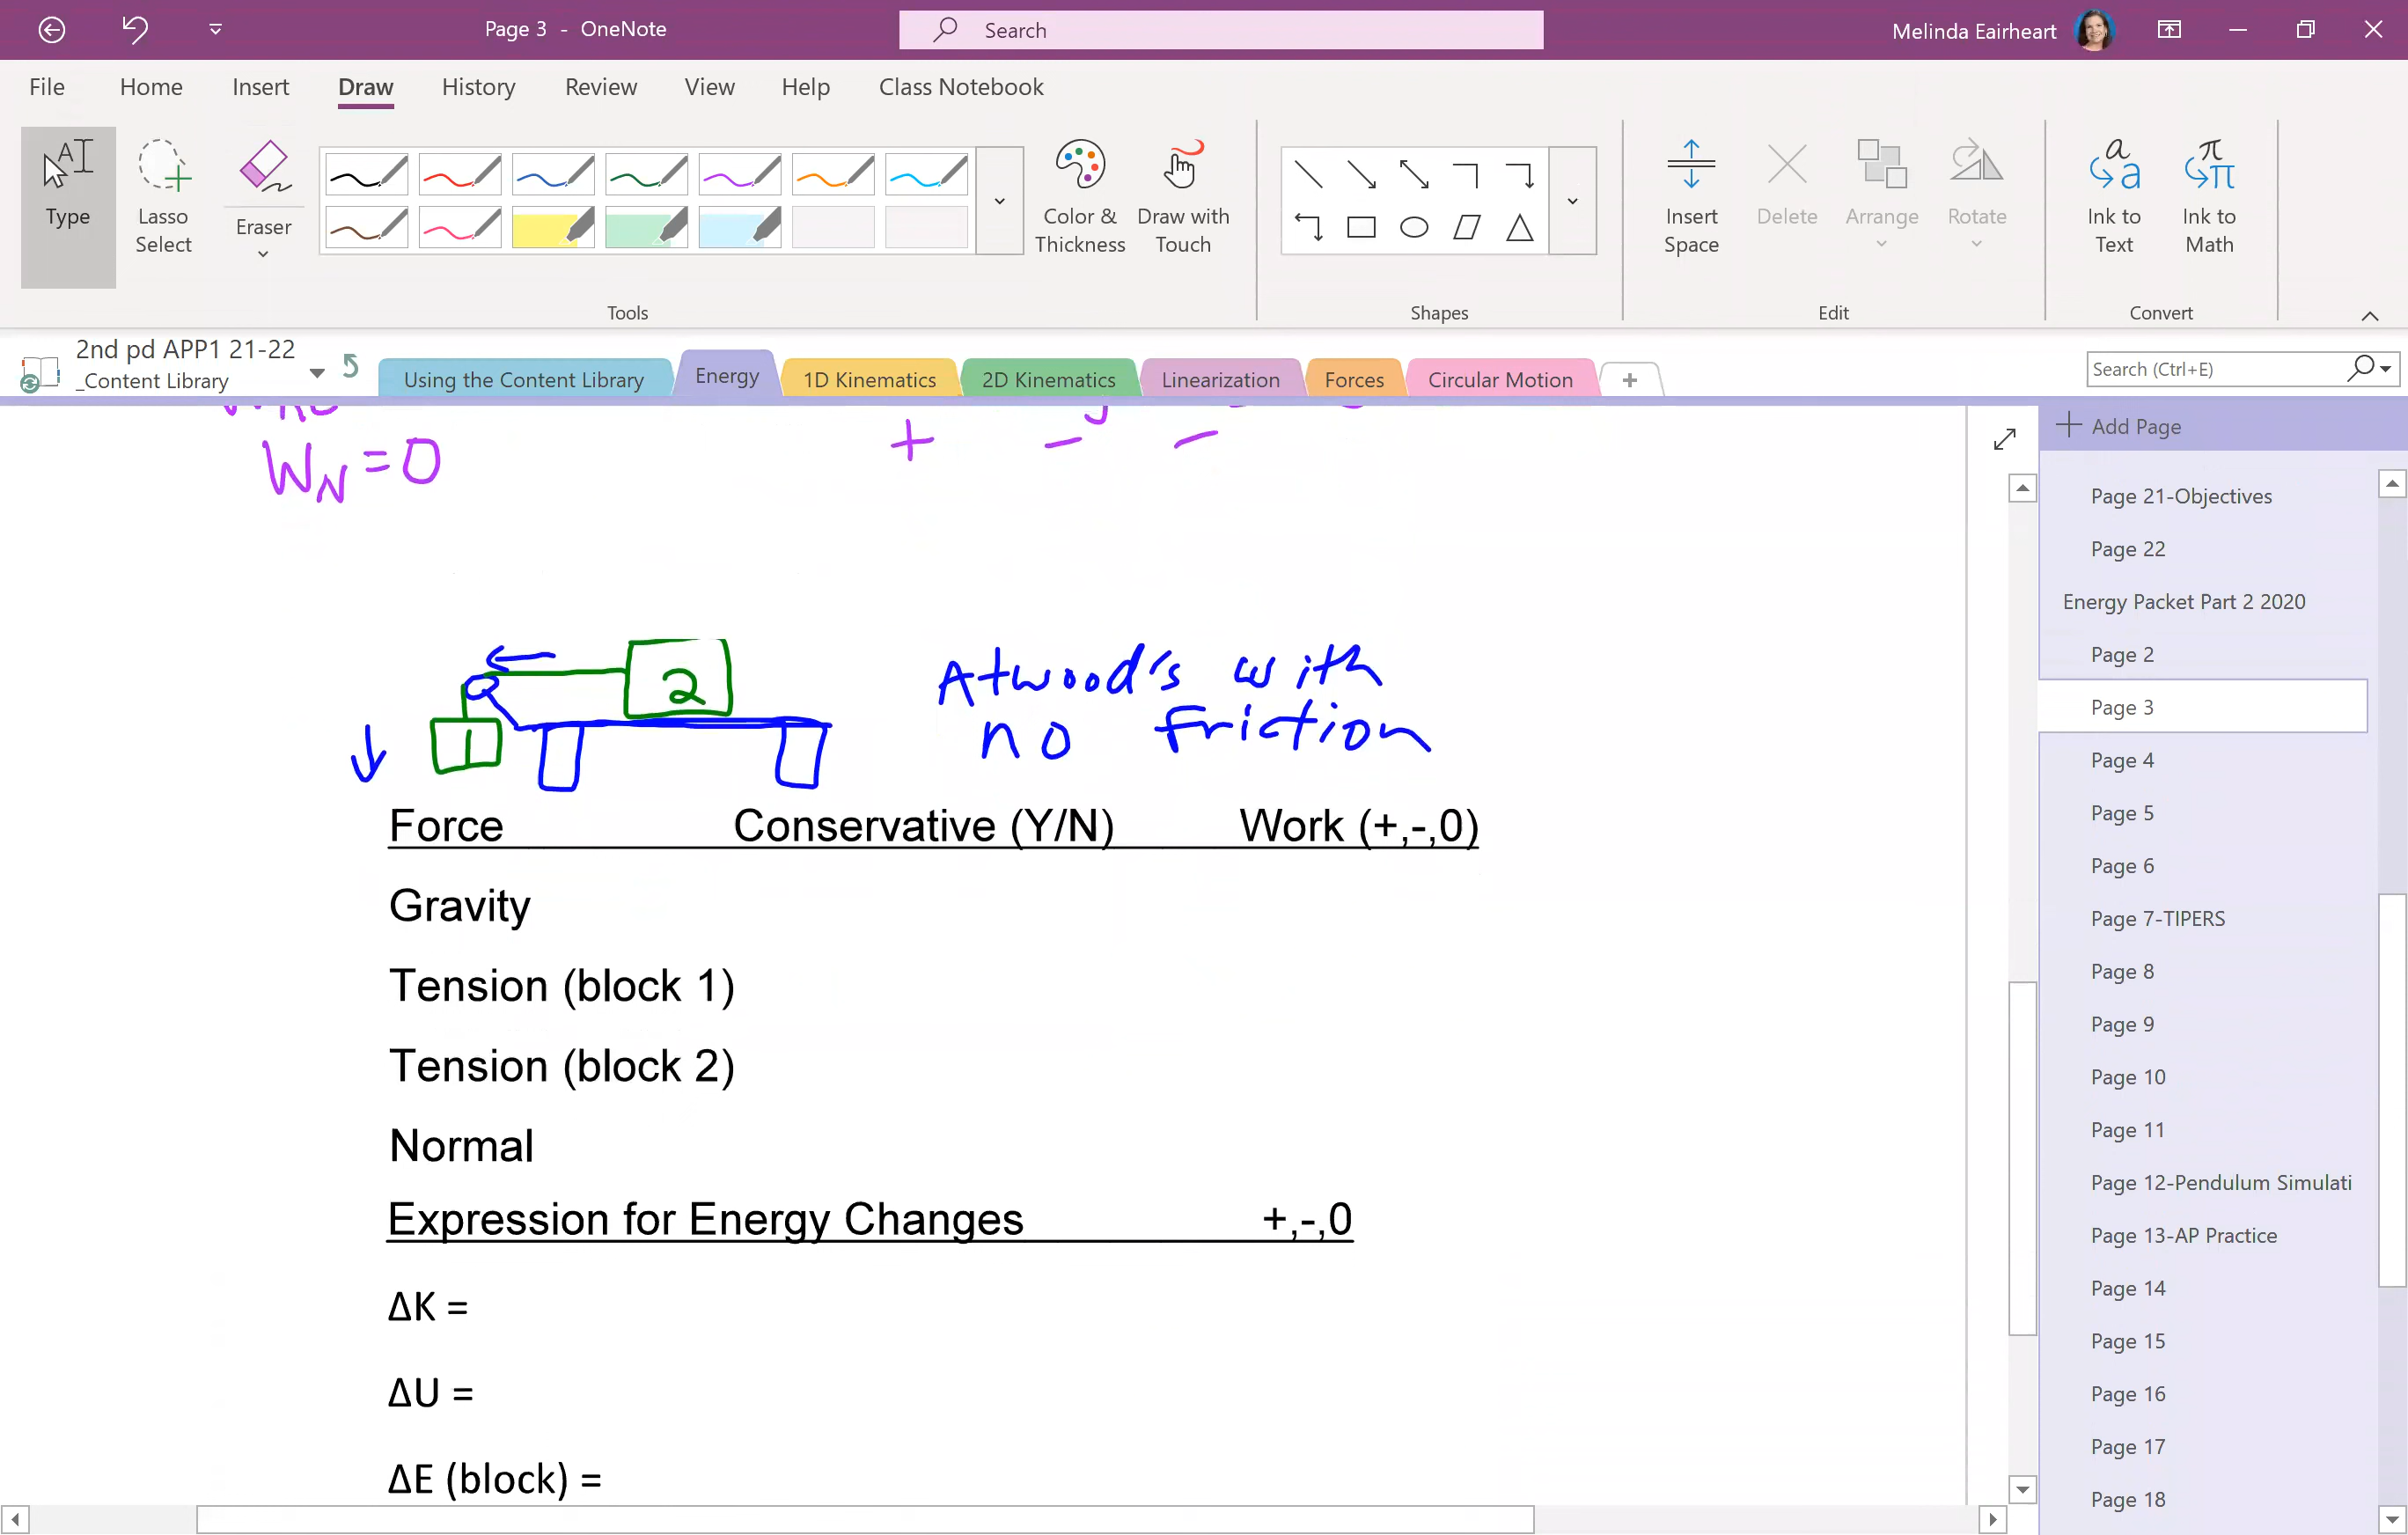 Page 3 - OneNote
Search
Melinda Eairheart
File Home Insert Draw History Review View Help Class Notebook
Type
Lasso Select
Eraser
Color & Thickness
Draw with Touch
Insert Space
Delete
Arrange
Rotate
Ink to Text
Ink to Math
Tools Shapes Edit Convert
2nd pd APP1 21-22
_Content Library
Using the Content Library Energy 1D Kinematics 2D Kinematics Linearization Forces Circular Motion
Search (Ctrl+E)
+ - -
WN = 0
2
1
Atwood's with
no friction
Force Conservative (Y/N) Work (+,-,0)
Gravity
Tension (block 1)
Tension (block 2)
Normal
Expression for Energy Changes +,-,0
ΔK =
ΔU =
ΔE (block) =
Add Page
Page 21-Objectives
Page 22
Energy Packet Part 2 2020
Page 2
Page 3
Page 4
Page 5
Page 6
Page 7-TIPERS
Page 8
Page 9
Page 10
Page 11
Page 12-Pendulum Simulati
Page 13-AP Practice
Page 14
Page 15
Page 16
Page 17
Page 18